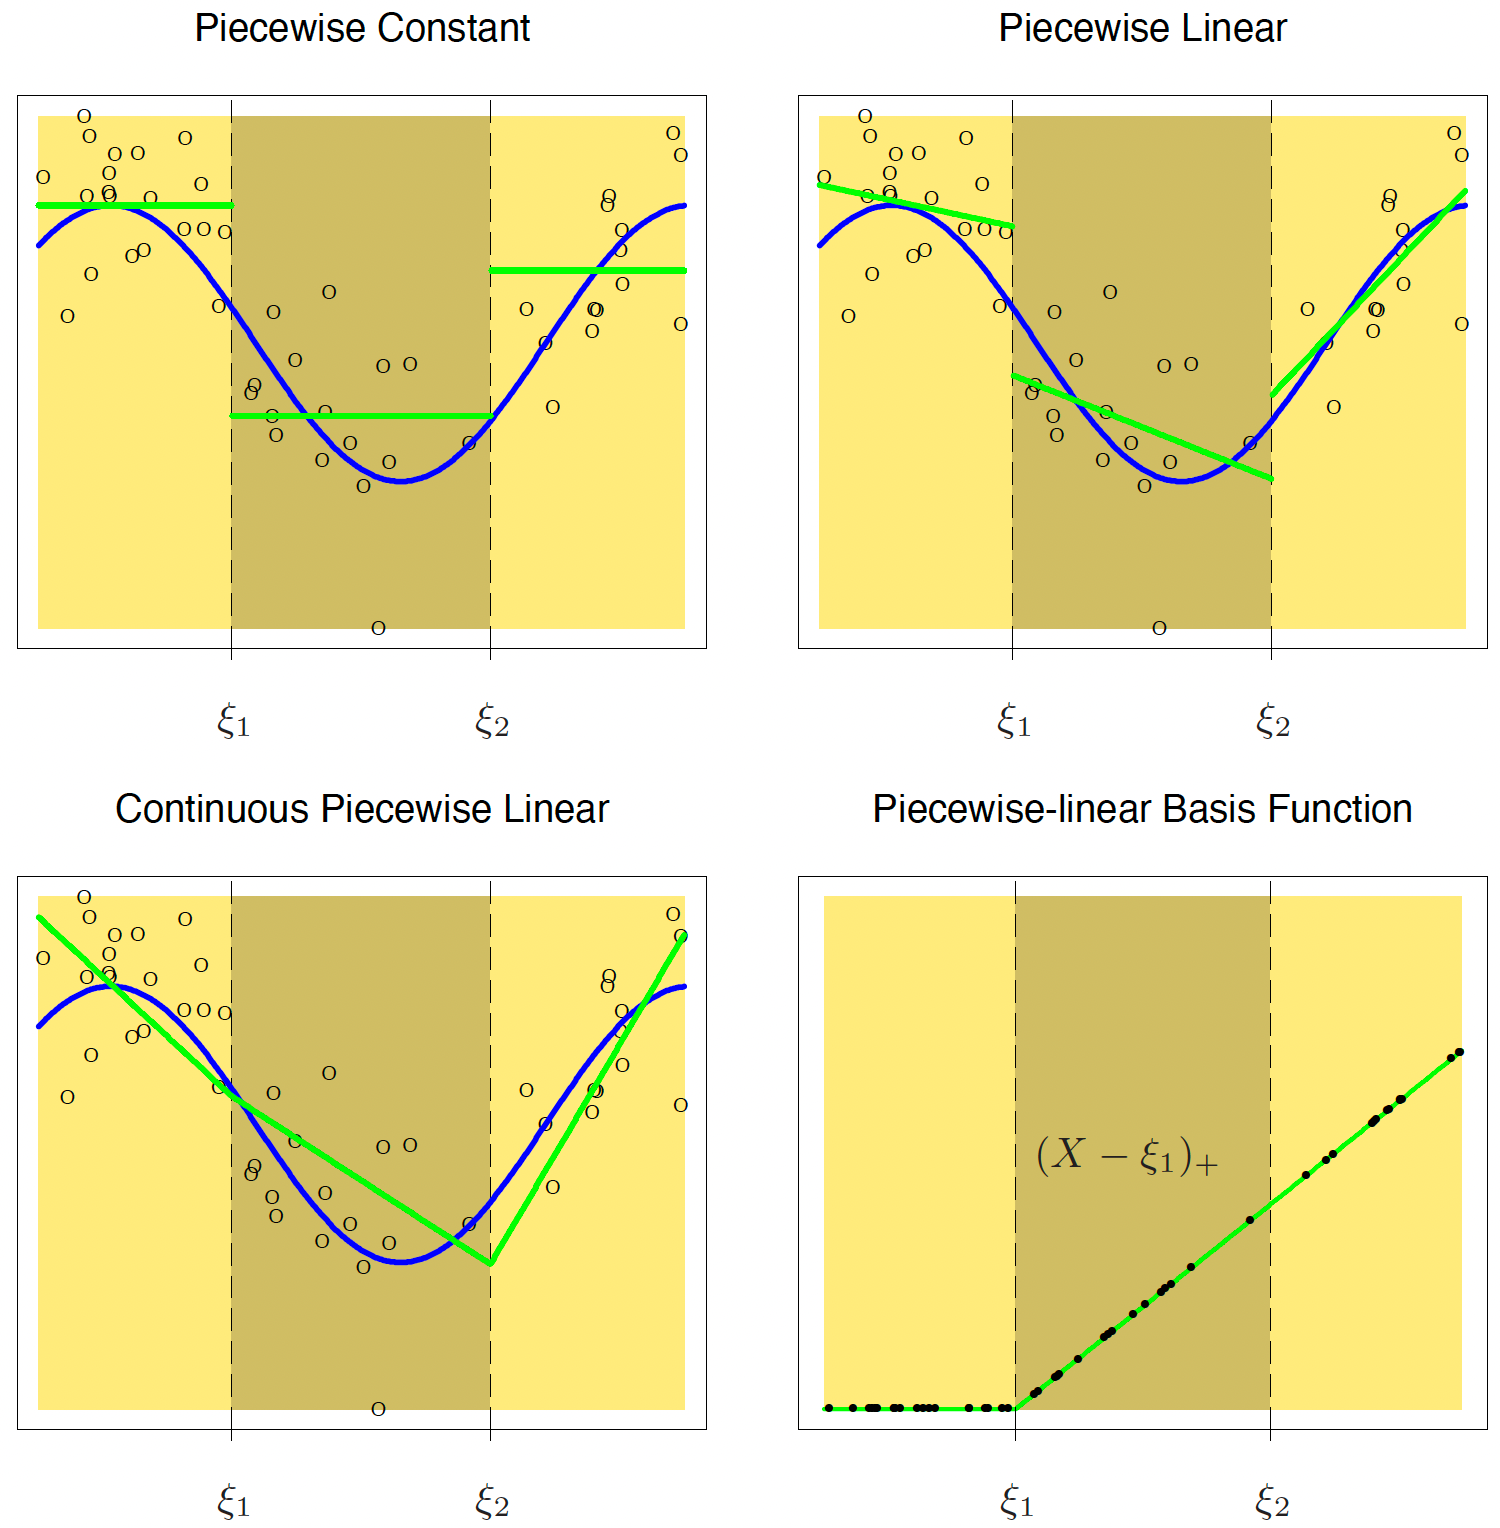 Piecewise Constant
Piecewise Linear
ξ1 ξ2
ξ1 ξ2
Continuous Piecewise Linear
Piecewise-linear Basis Function
(X − ξ1)+
ξ1 ξ2
ξ1 ξ2